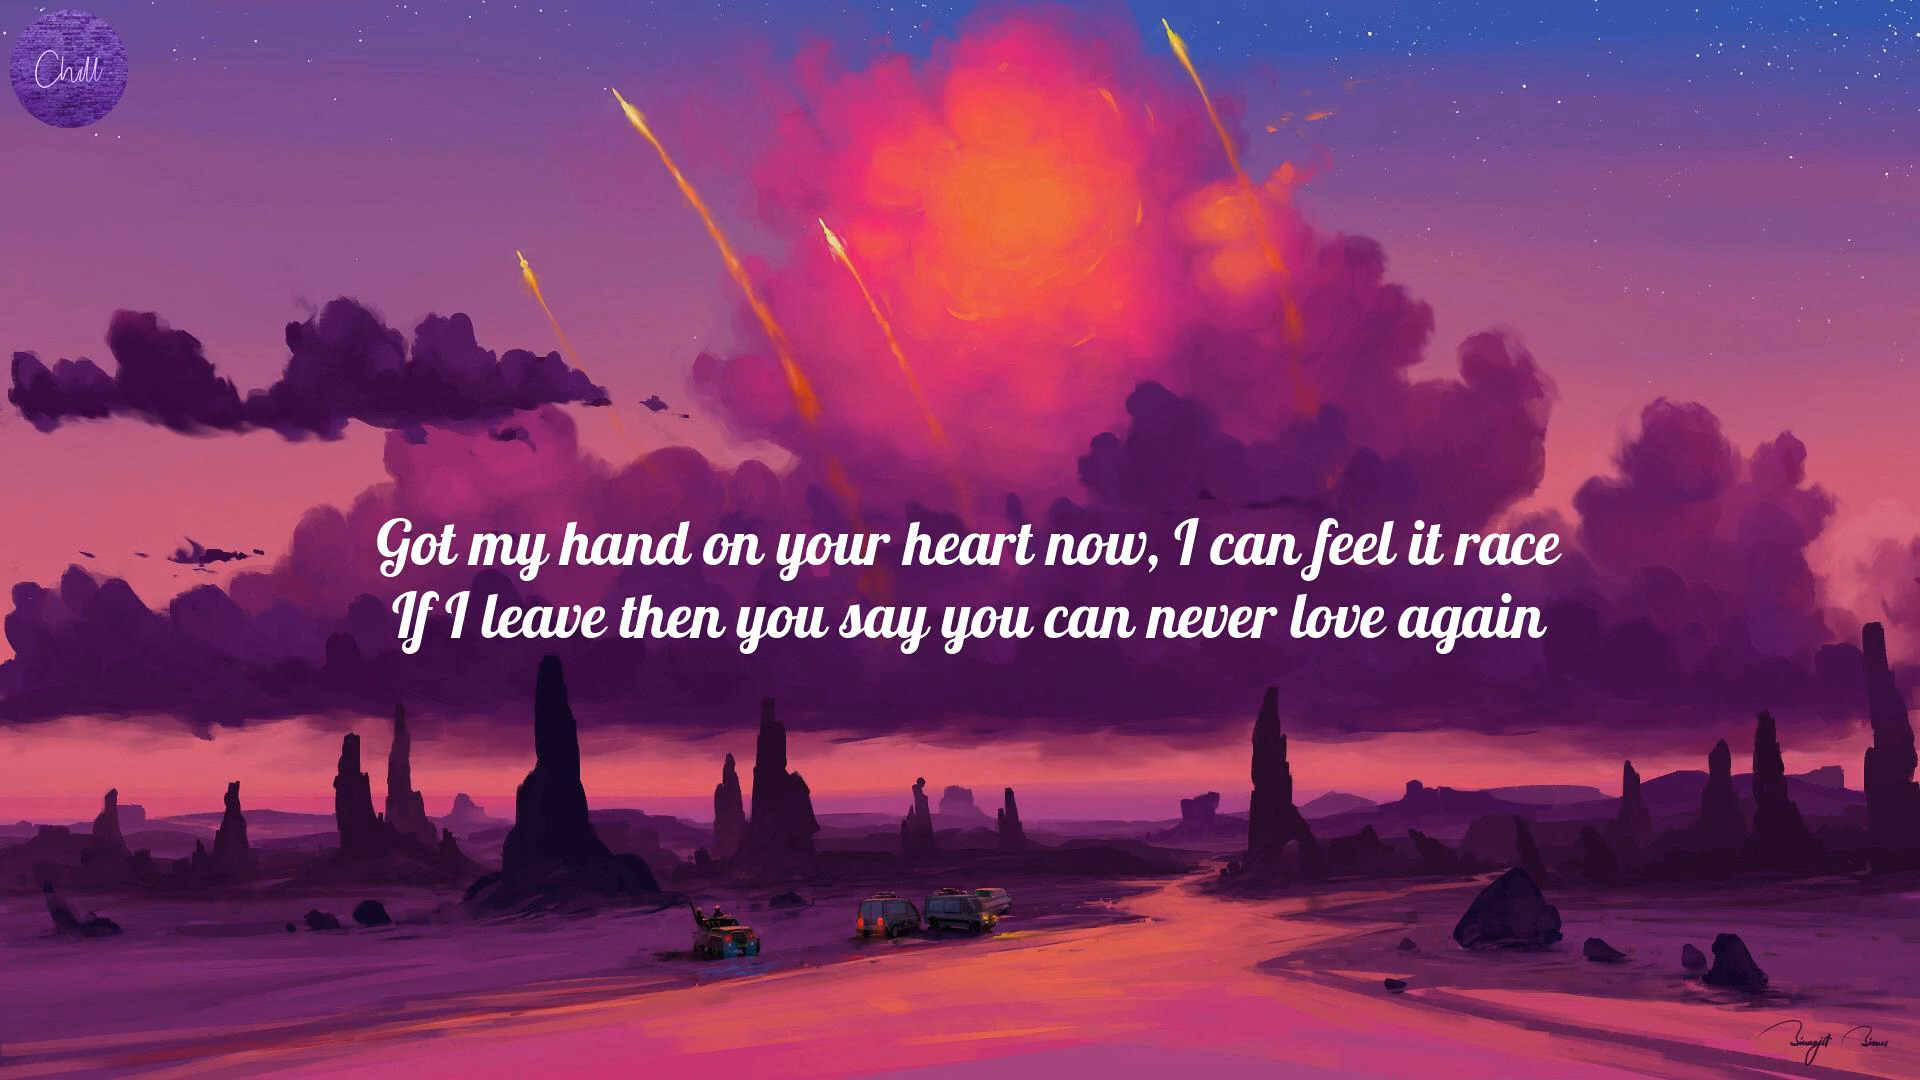 Chill
Got my hand on your heart now, I can feel it race
If I leave then you say you can never love again